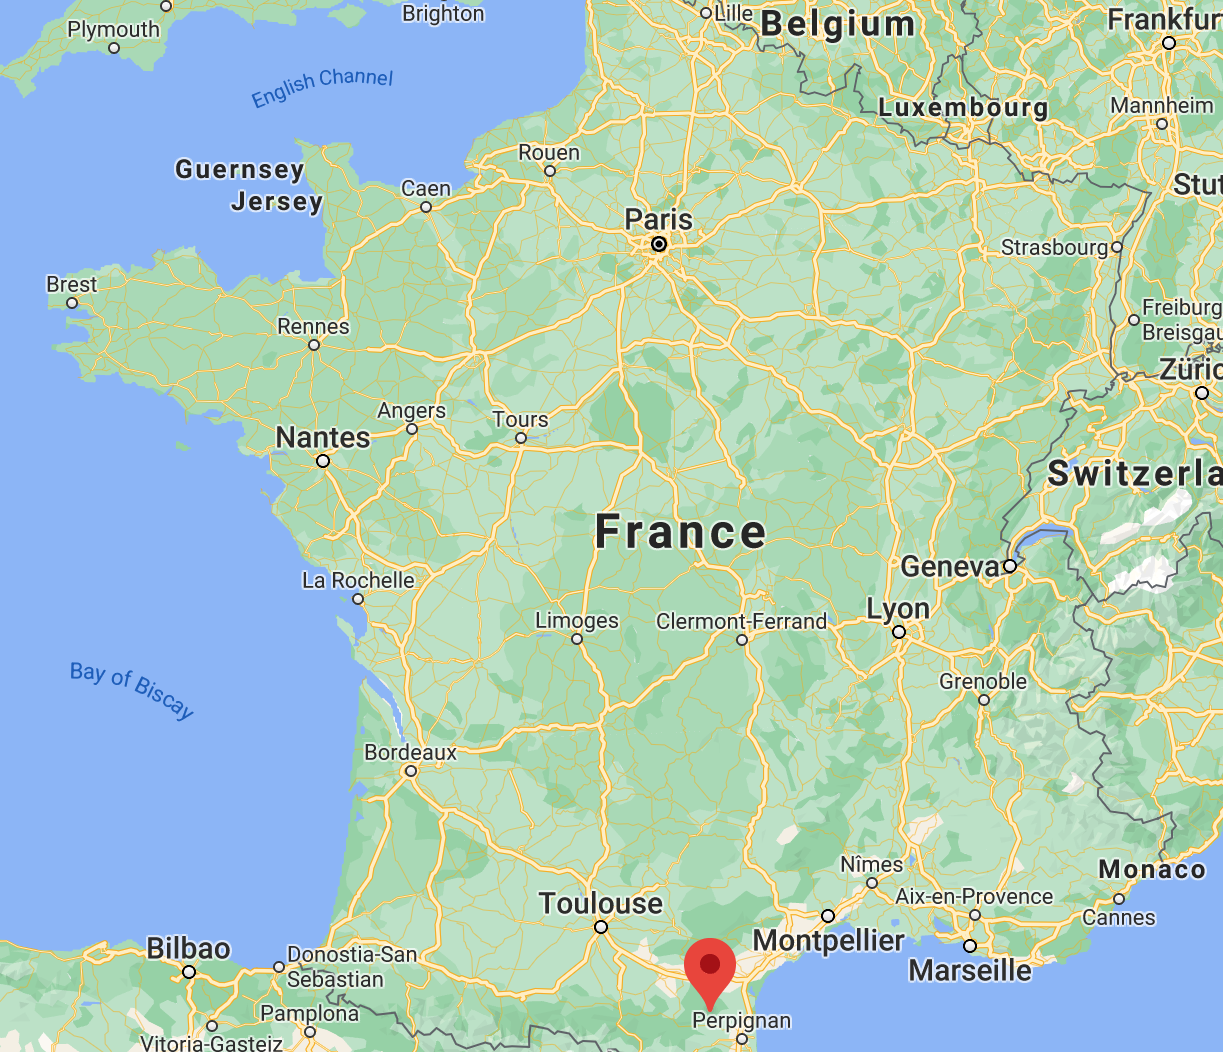 Brighton
Lille
Belgium
Frankfur
Plymouth
English Channel
Luxembourg
Mannheim
Guernsey
Rouen
Jersey
Caen
Stut
Paris
Strasbourg
Brest
Rennes
Freiburg
Breisgau
Züric
Angers
Tours
Nantes
Switzerla
France
Geneva
La Rochelle
Limoges
Clermont-Ferrand
Lyon
Bay of Biscay
Grenoble
Bordeaux
Nîmes
Monaco
Toulouse
Aix-en-Provence
Cannes
Bilbao
Donostia-San
Sebastian
Montpellier
Marseille
Pamplona
Perpignan
Vitoria-Gasteiz